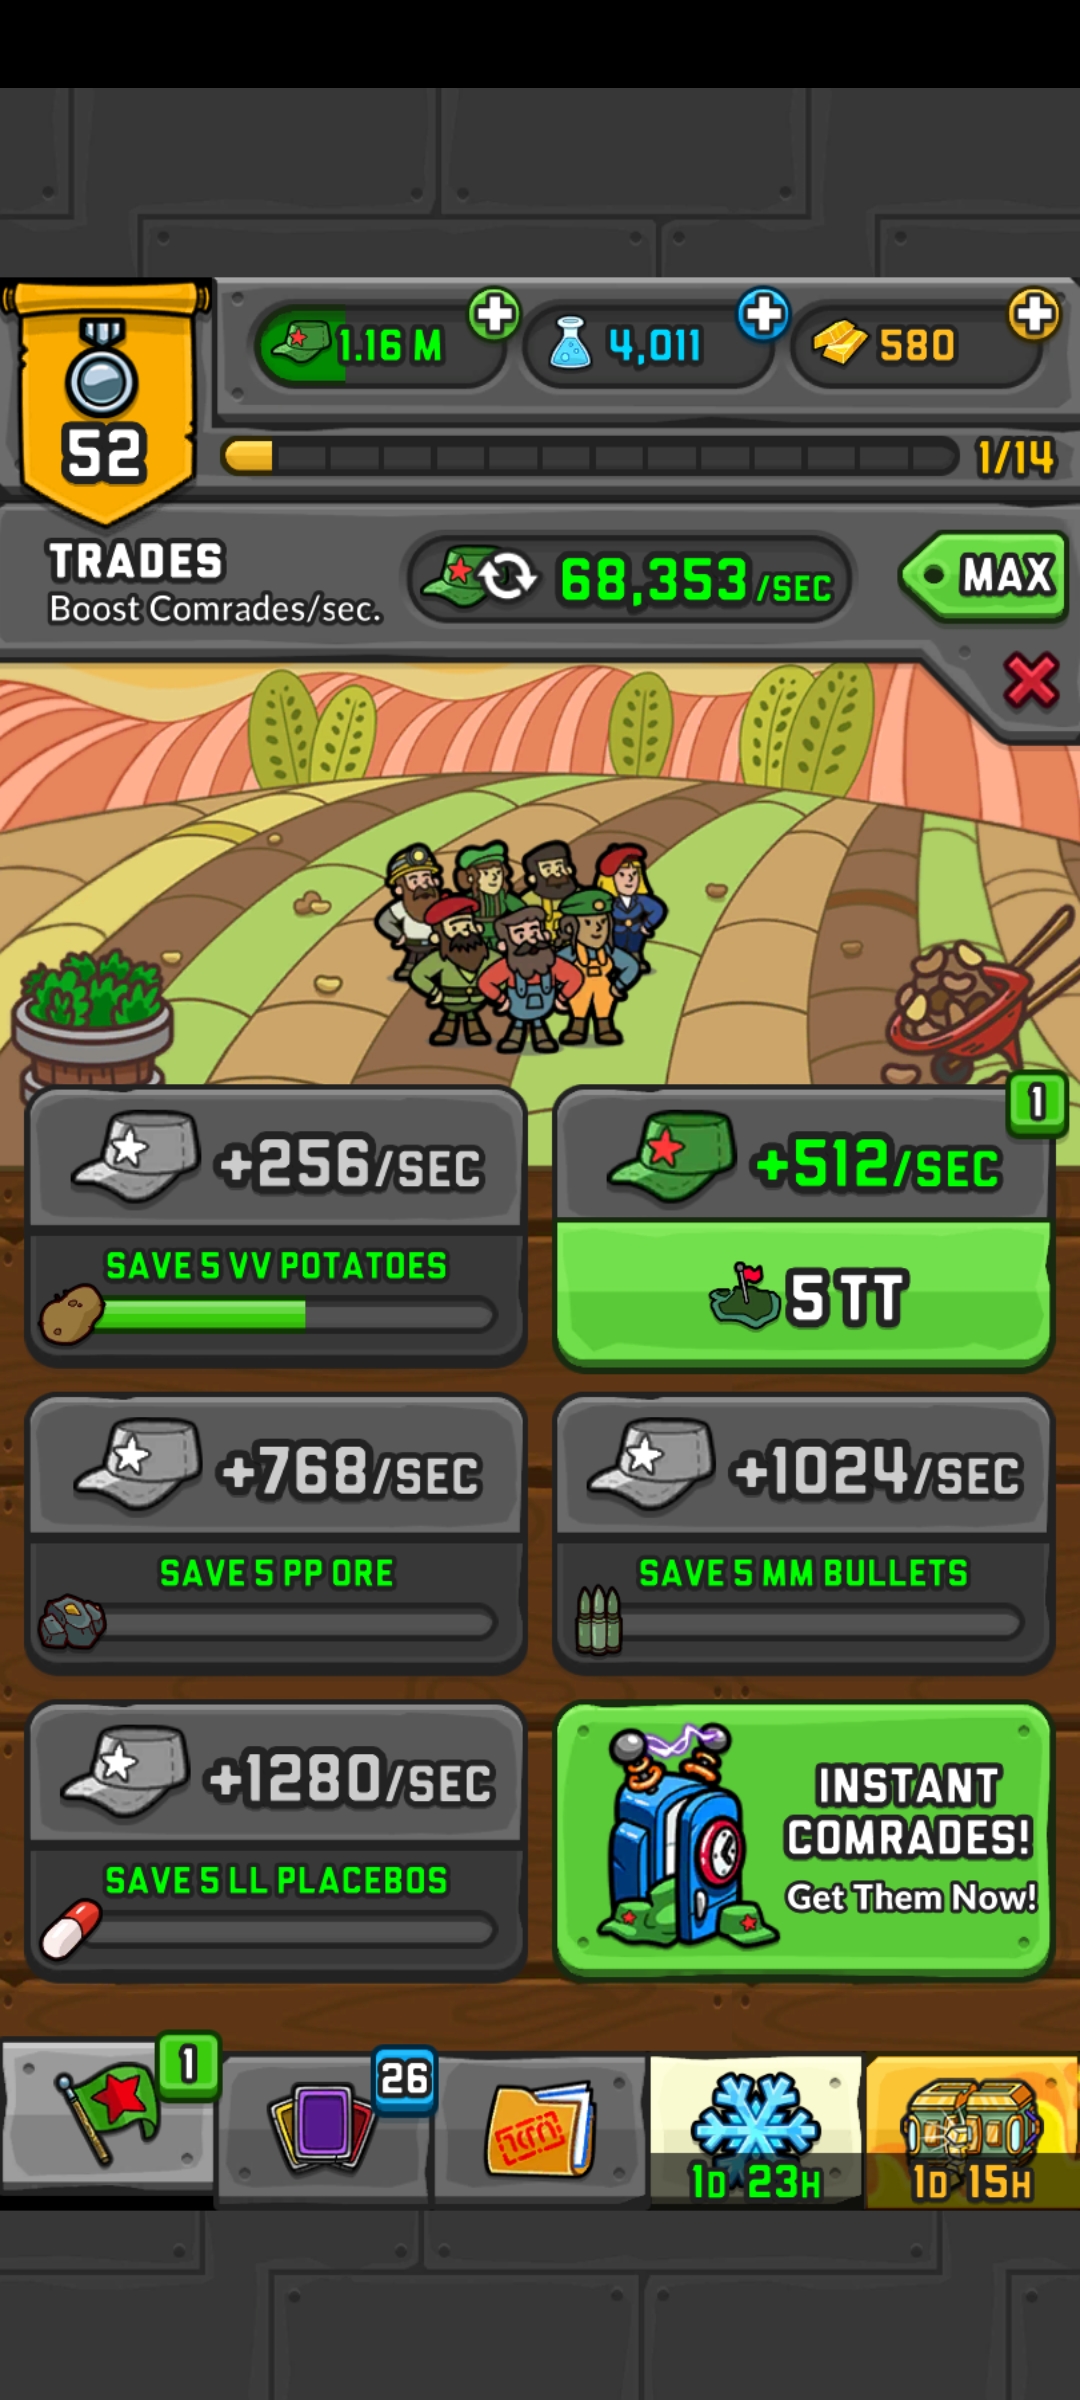 1.16 M
4,011
580
52
1/14
TRADES
Boost Comrades/sec.
68,353/SEC
MAX
+256/SEC
SAVE 5 VV POTATOES
1
+512/SEC
5 TT
+768/SEC
SAVE 5 PP ORE
+1024/SEC
SAVE 5 MM BULLETS
+1280/SEC
SAVE 5 LL PLACEBOS
INSTANT
COMRADES!
Get Them Now!
1
26
1D 23H
1D 15H